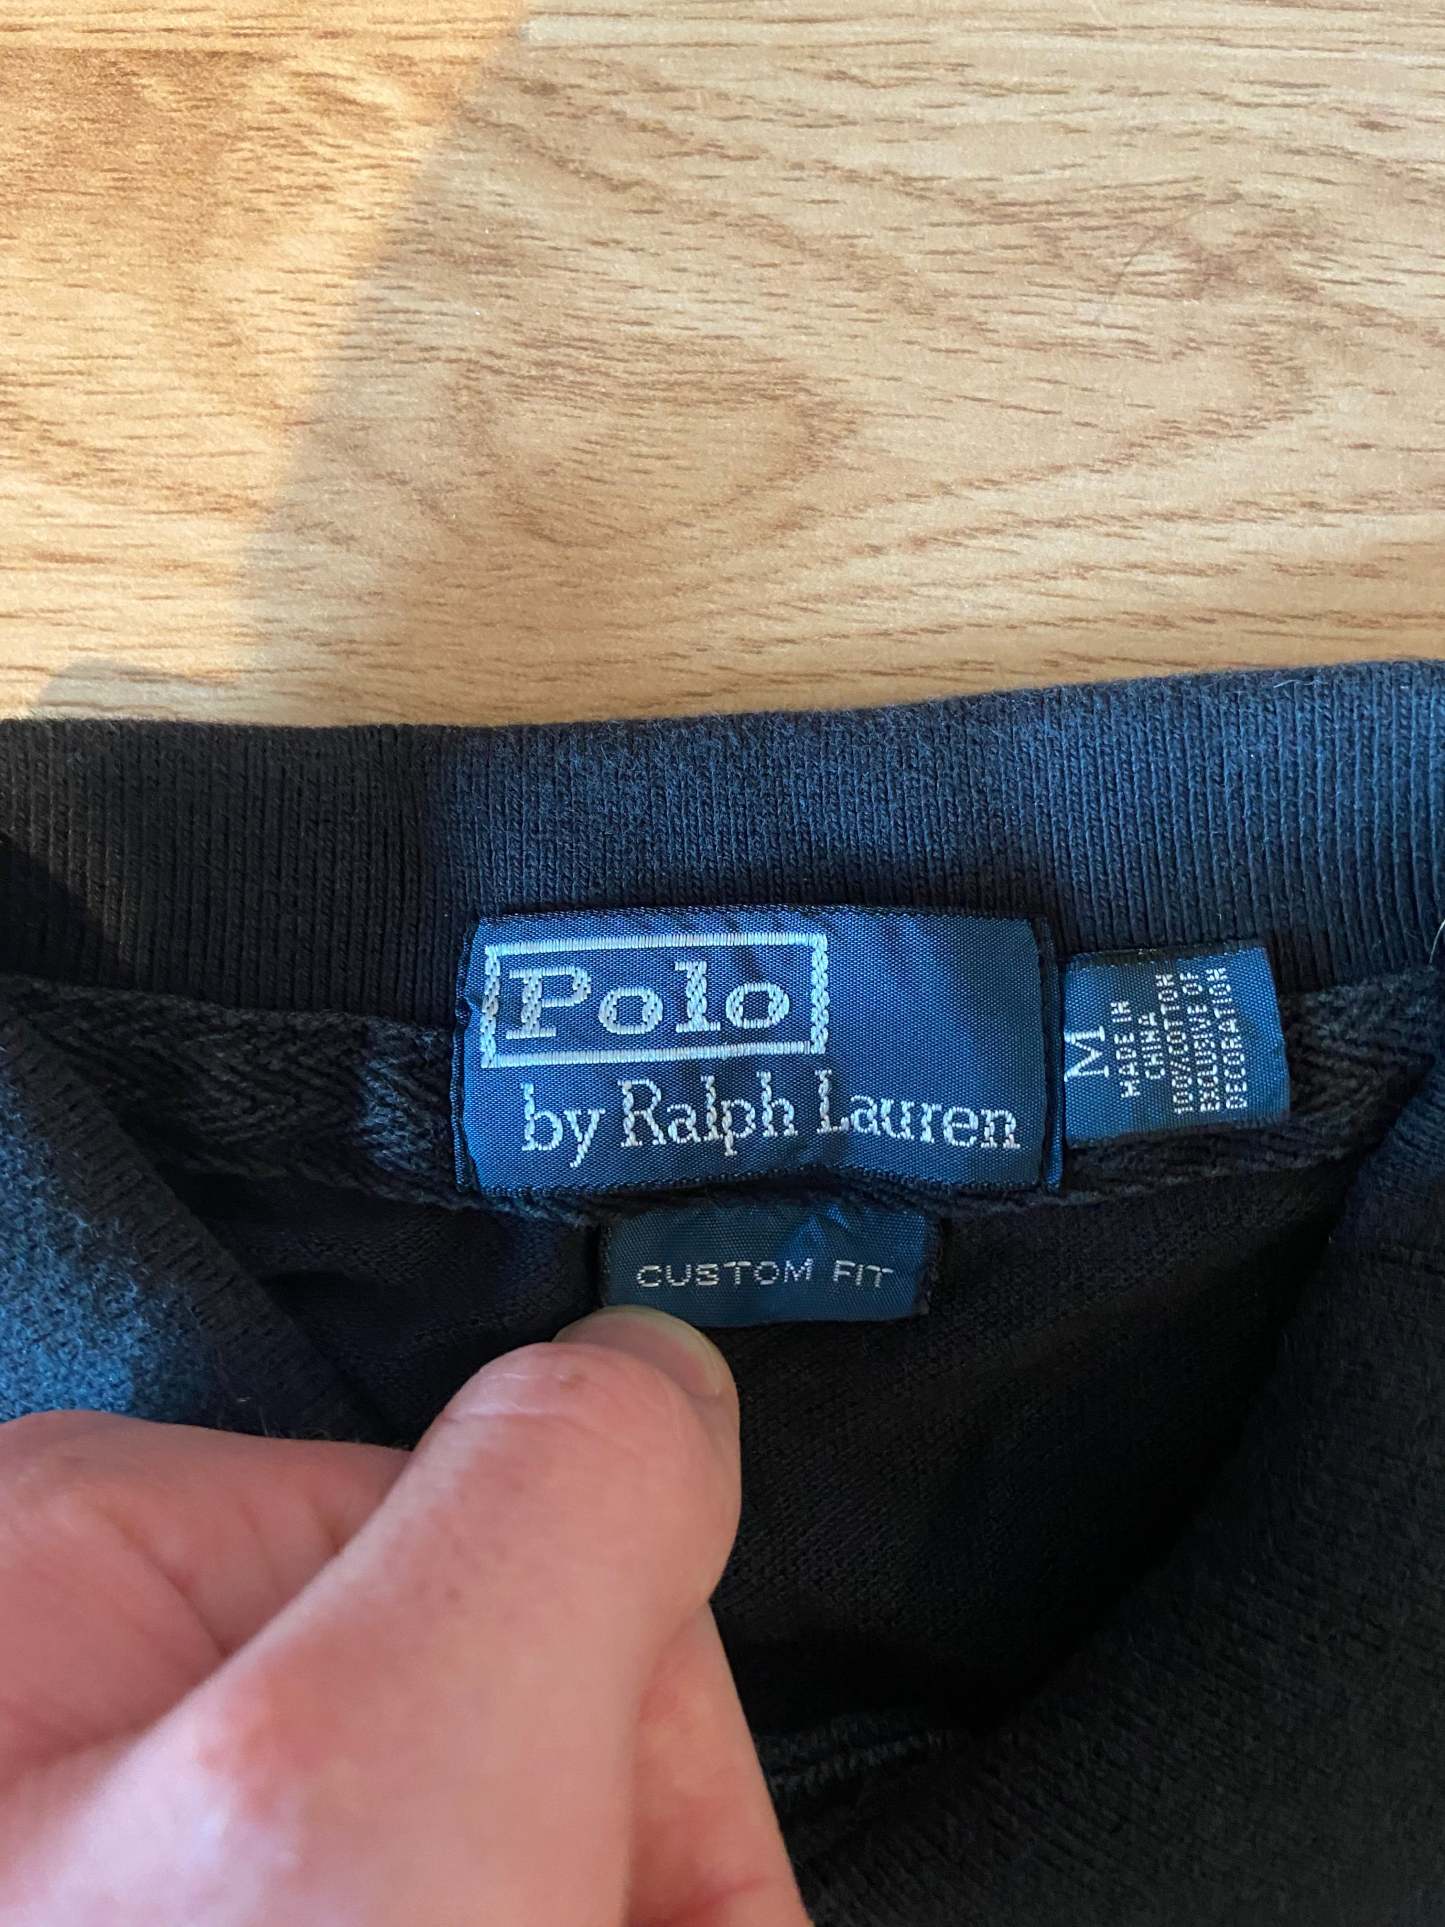 Polo
by Ralph Lauren
M
MADE IN
CHINA
100%COTTON
EXCLUSIVE OF
DECORATION
CUSTOM FIT